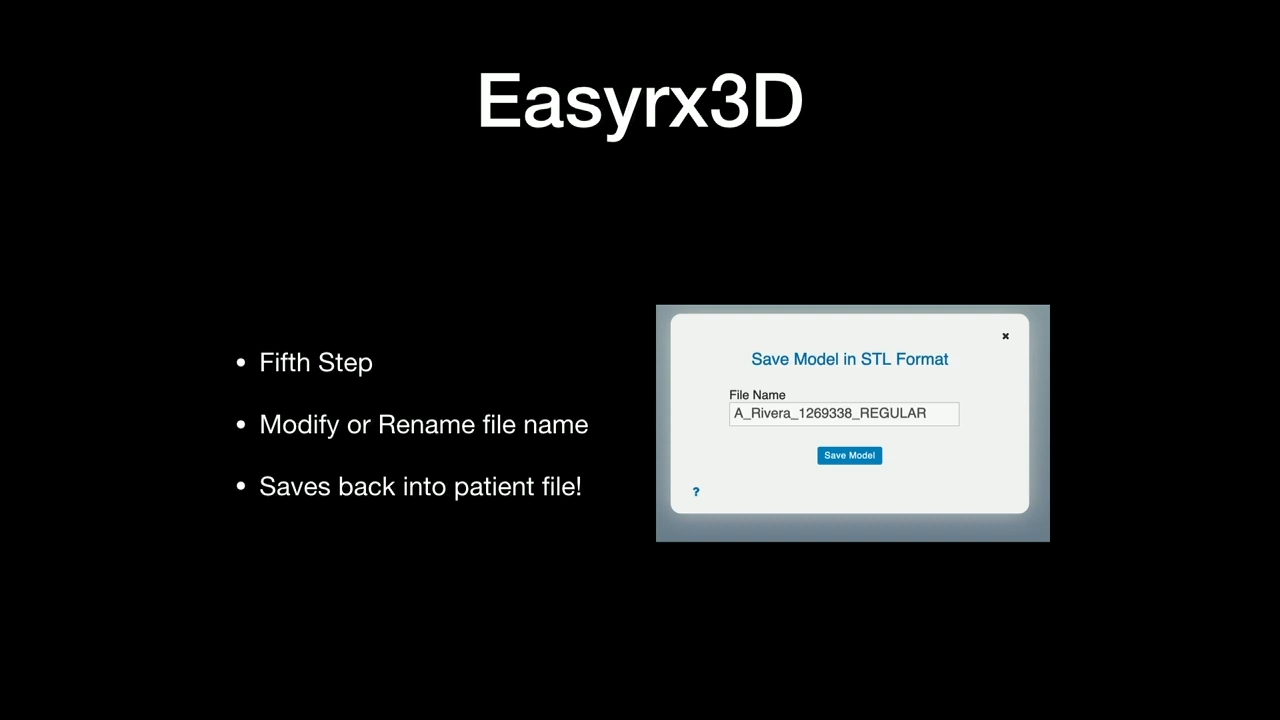 Easyrx3D
• Fifth Step
• Modify or Rename file name
• Saves back into patient file!
Save Model in STL Format
File Name
A_Rivera_1269338_REGULAR
Save Model
?